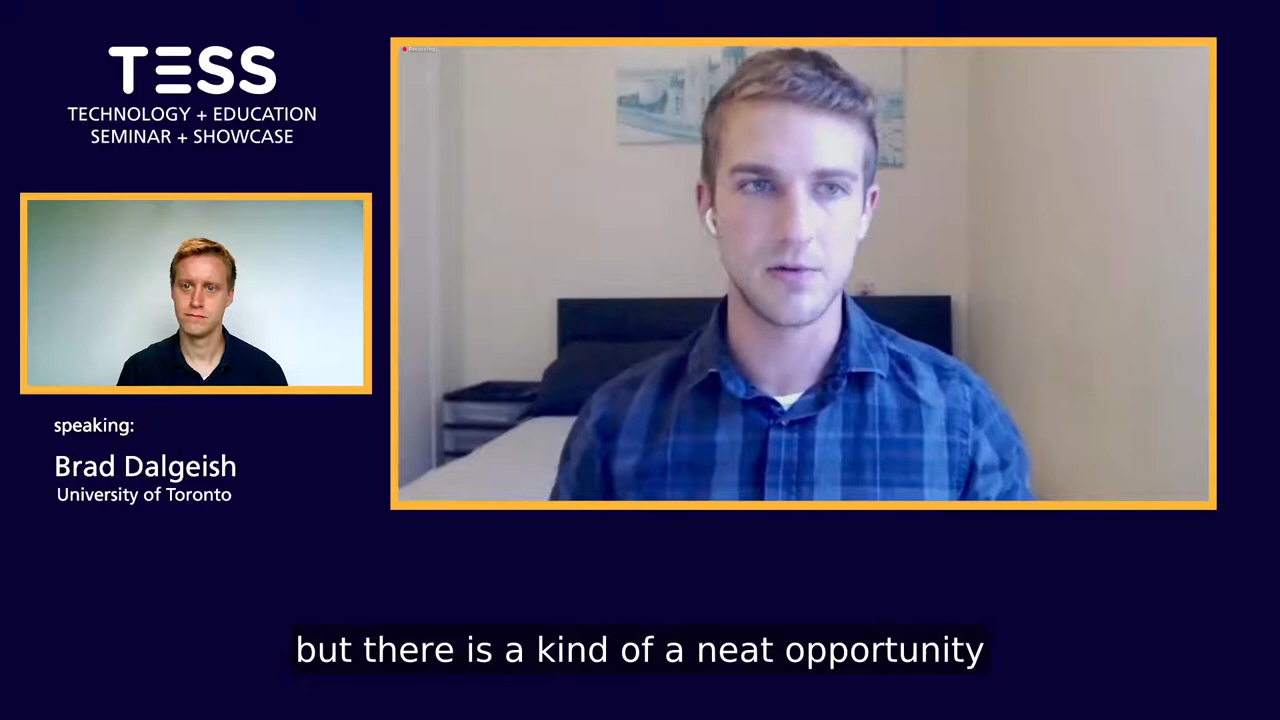 TESS
TECHNOLOGY + EDUCATION
SEMINAR + SHOWCASE
speaking:
Brad Dalgeish
University of Toronto
but there is a kind of a neat opportunity